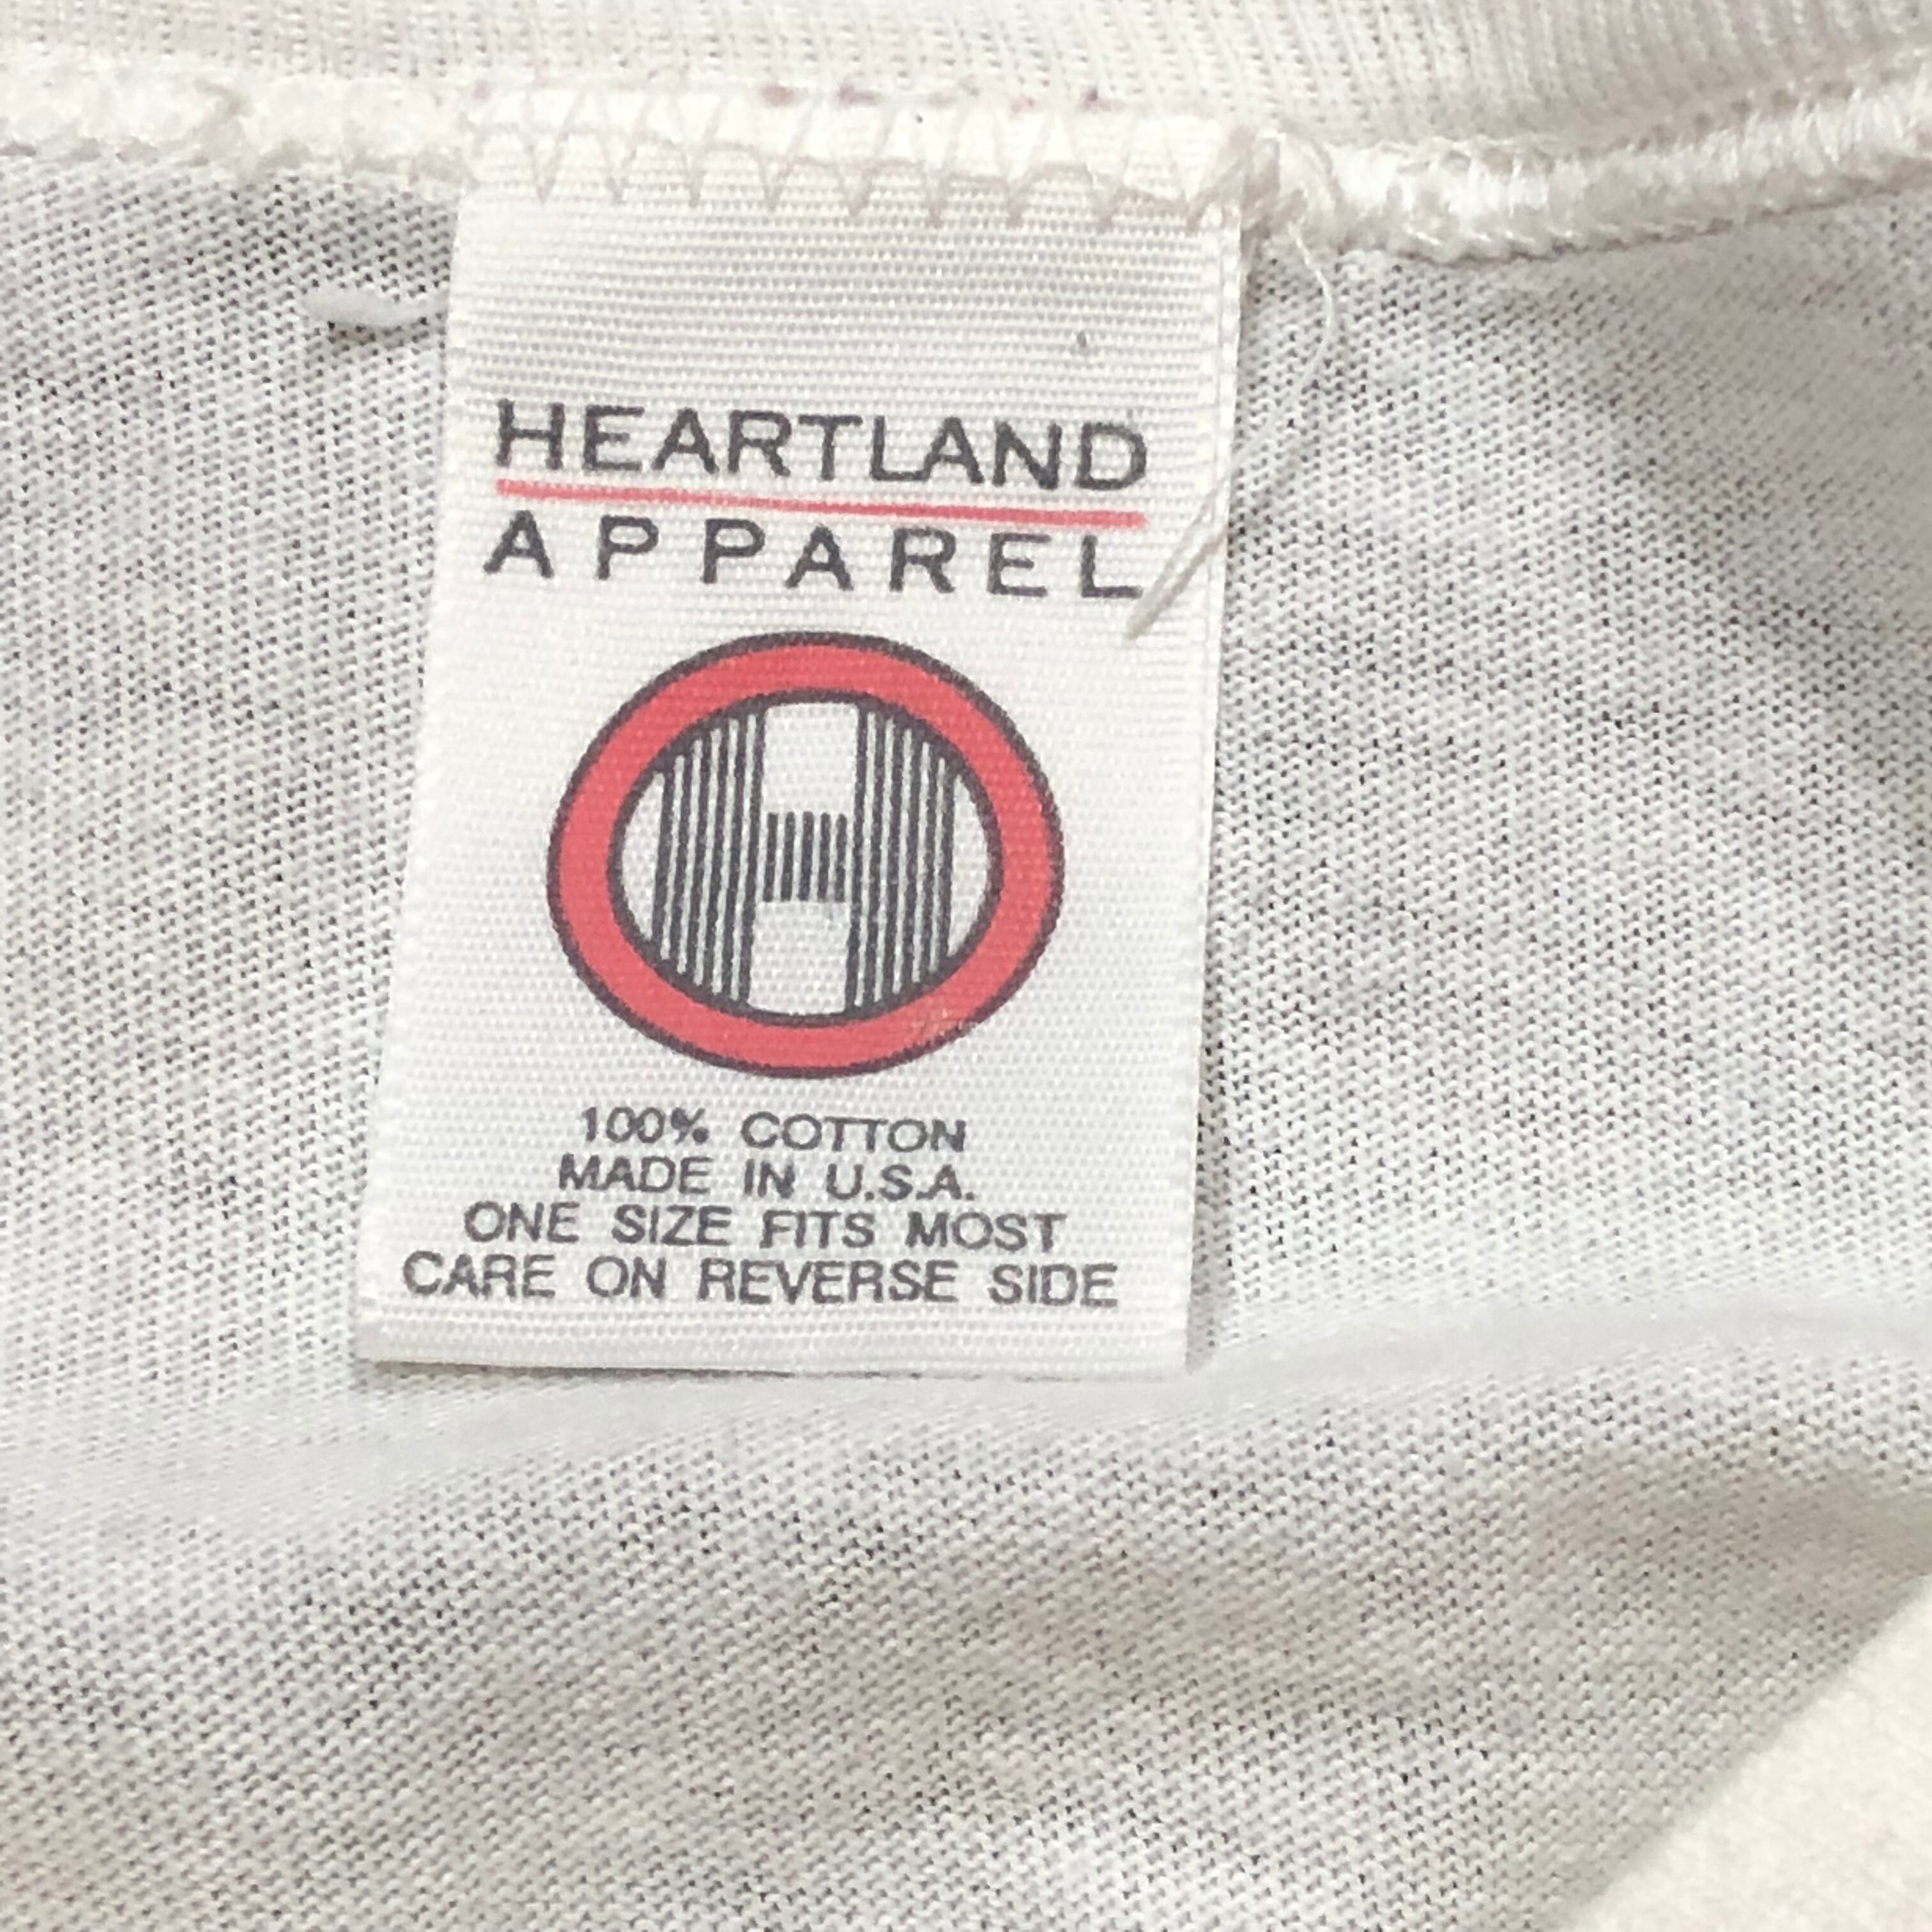 HEARTLAND
APPAREL
H
100% COTTON
MADE IN U.S.A.
ONE SIZE FITS MOST
CARE ON REVERSE SIDE